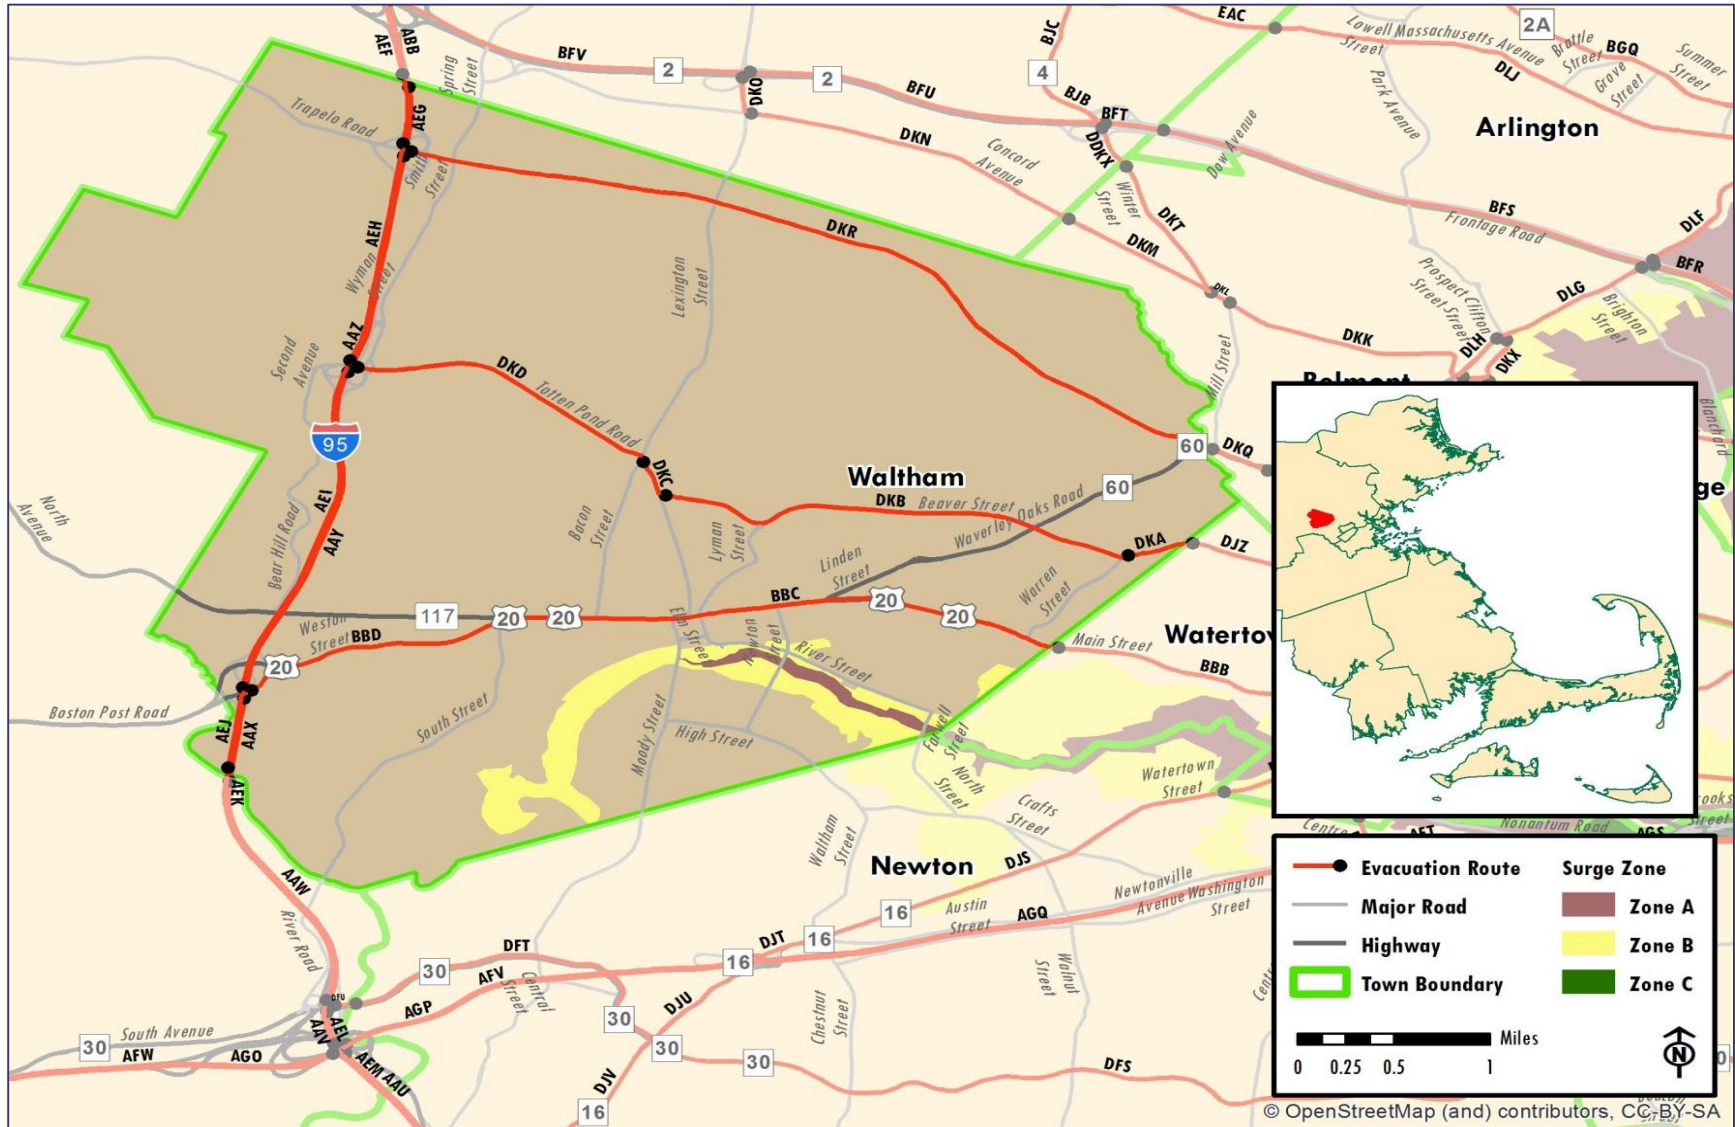 EAC
Lowell
Street
Massachusetts Avenue
Brattle
Street
2A
BGQ
Summer
Street
AEF
ABB
Spring
Street
BFV
2
DKO
2
BFU
BJC
4
BJB
BFT
DLJ
Grove
Street
Park Avenue
Arlington
Trapelo Road
AEG
Smith
Street
DKN
Concord
Avenue
DDKX
Winter
Street
Dow Avenue
DKT
BFS
Frontage Road
DLF
BFR
AEH
Wyman
Street
DKR
Lexington
Street
DKM
DKL
DLG
Brighton
Street
Prospect
Street
Clifton
Street
DKK
DLH
DKX
Mill Street
Belmont
Blanchard
AAZ
Second
Avenue
DKD
Totten Pond Road
95
DKC
60
DKQ
Waltham
60
DKB
Beaver Street
Waverley Oaks Road
ge
North
Avenue
AEI
AAY
Bear Hill Road
Bacon
Street
Lyman
Street
Linden
Street
DKA
DJZ
Warren
Street
117
20
20
BBC
20
20
Weston
Street
BBD
20
Elm Street
Newton
Street
River Street
Main Street
Waterto
BBB
Boston Post Road
AEJ
AAX
South Street
Moody Street
High Street
Farwell
Street
North
Street
AEK
Watertown
Street
Crafts
Street
Waltham
Street
Newton
DJS
AAW
River Road
Newtonville
Avenue
Washington
Street
Austin
Street
AGQ
16
16
DJT
16
DFT
30
AFV
Central
Street
DFU
AGP
DJU
Chestnut
Street
Walnut
Street
South Avenue
30
AFW
AGO
AAV
AEL
AEM AAU
30
30
30
DJV
16
DFS
AFT
Nonantum Road
AGS
Evacuation Route
Major Road
Highway
Town Boundary
Surge Zone
Zone A
Zone B
Zone C
Miles
0 0.25 0.5 1
N
© OpenStreetMap (and) contributors, CC-BY-SA